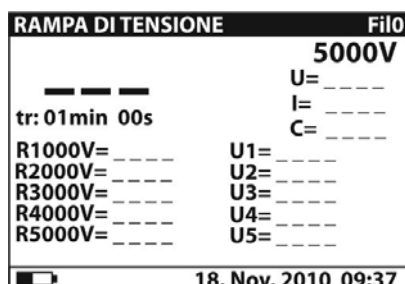 RAMPA DI TENSIONE Fil0
5000V
U= _ _ _ _
_ _ _
I= _ _ _ _
tr: 01min 00s
C= _ _ _ _
R1000V= _ _ _ _ U1= _ _ _ _
R2000V= _ _ _ _ U2= _ _ _ _
R3000V= _ _ _ _ U3= _ _ _ _
R4000V= _ _ _ _ U4= _ _ _ _
R5000V= _ _ _ _ U5= _ _ _ _
18. Nov. 2010 09:37